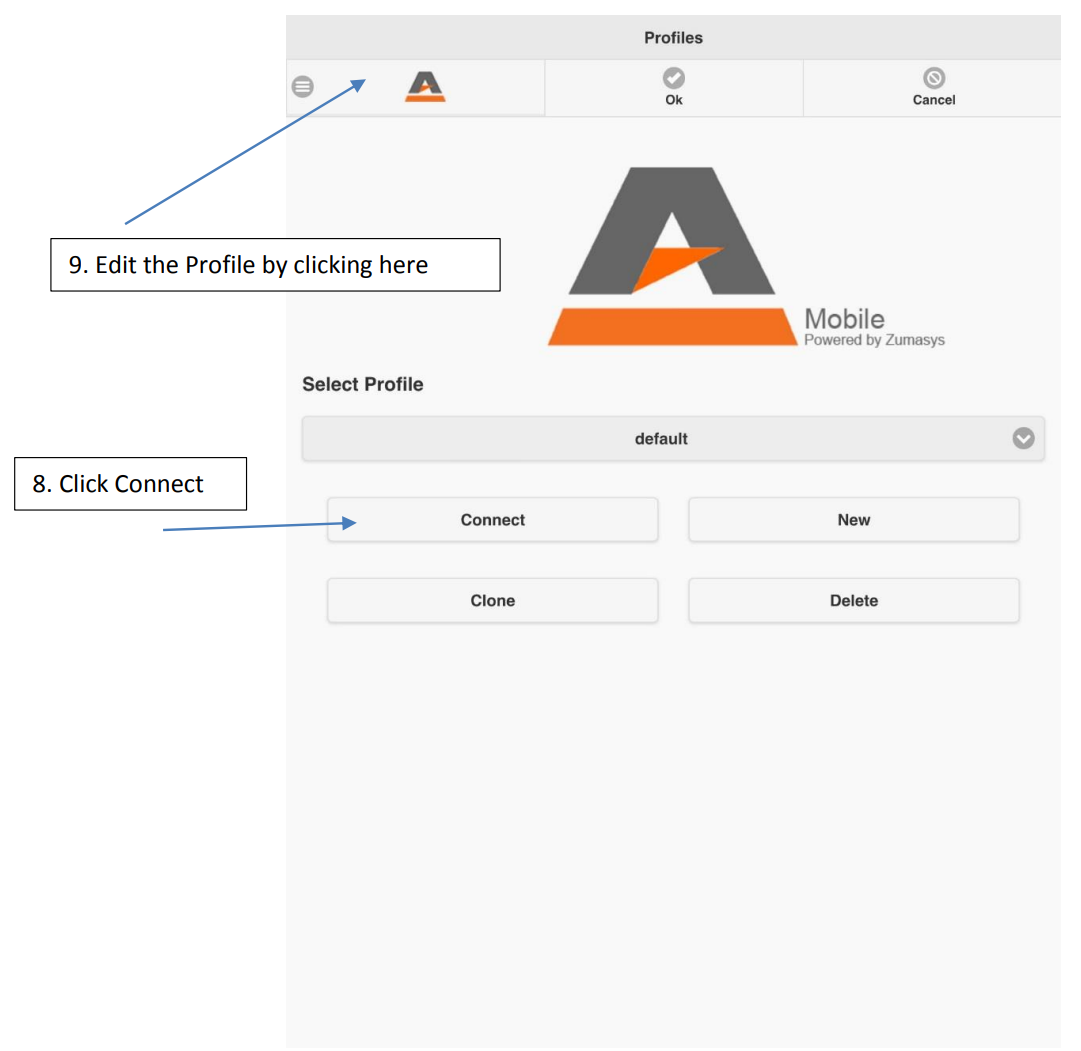 Profiles
Ok
Cancel
9. Edit the Profile by clicking here
Mobile
Powered by Zumasys
Select Profile
default
8. Click Connect
Connect
New
Clone
Delete